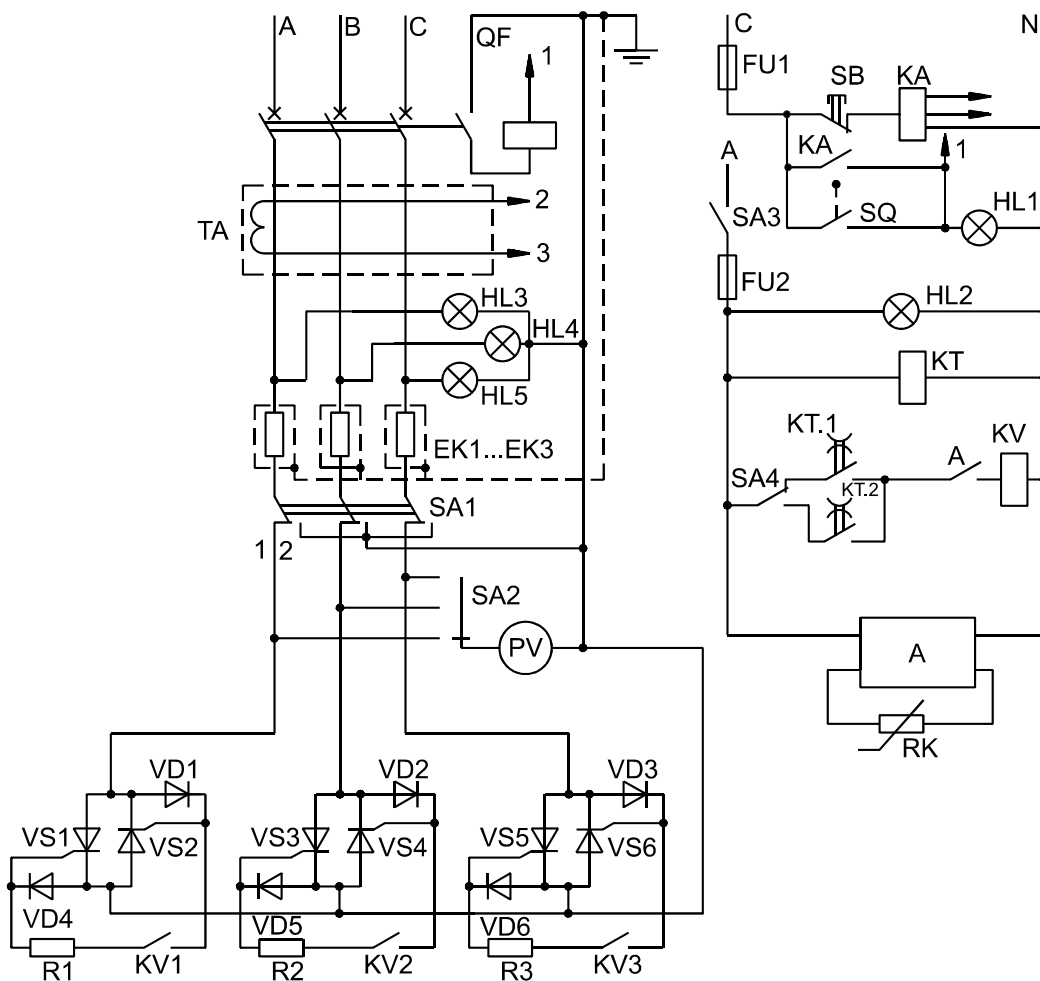 A B C QF 1
C N
FU1
SB KA
KA
1
A
SA3 SQ HL1
TA 2
3
FU2
HL3 HL2
HL4
HL5 KT
EK1...EK3
KT.1 KV
SA4 A
KT.2
SA1
1 2
SA2
PV A
RK
VD1 VD2 VD3
VS1 VS2 VS3 VS4 VS5 VS6
VD4 VD5 VD6
R1 KV1 R2 KV2 R3 KV3